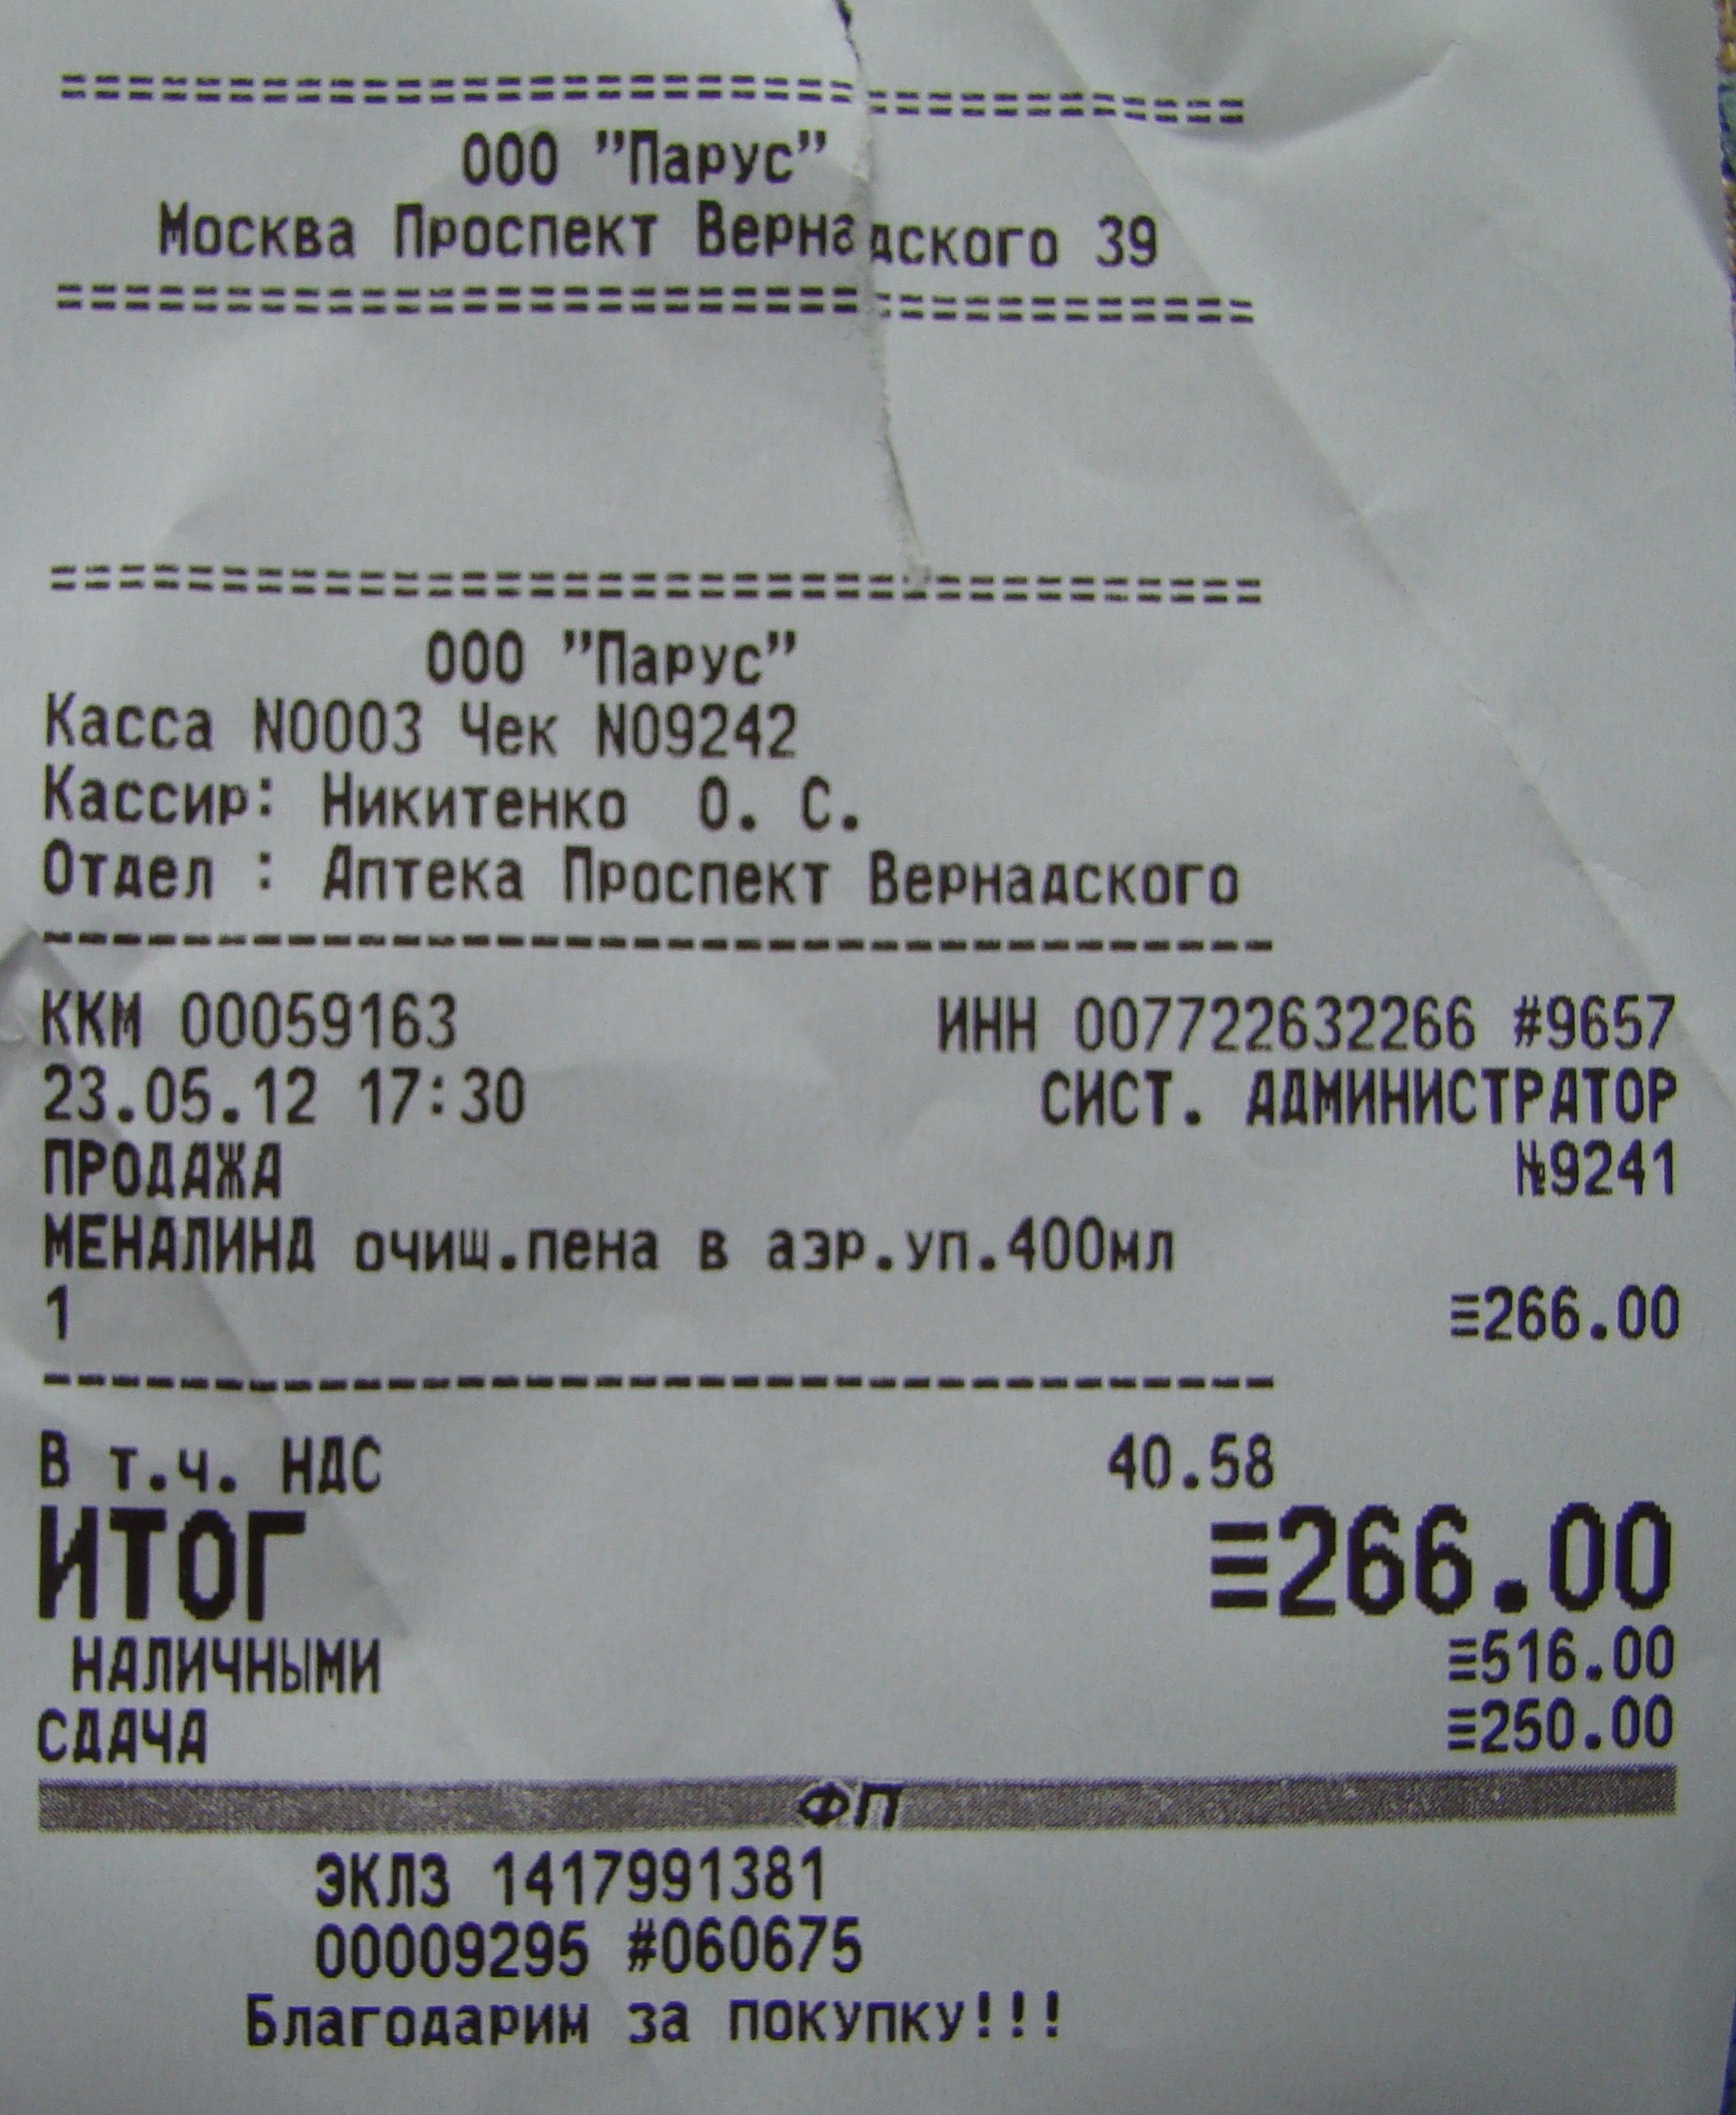 ==================================
ООО "Парус"
Москва Проспект Вернадского 39
==================================
==================================
ООО "Парус"
Касса N0003 Чек N09242
Кассир: Никитенко О. С.
Отдел : Аптека Проспект Вернадского
------------------------------------
ККМ 00059163 ИНН 007722632266 #9657
23.05.12 17:30 СИСТ. АДМИНИСТРАТОР
ПРОДАЖА №9241
МЕНАЛИНД очиш.пена в аэр.уп.400мл
1 ≡266.00
------------------------------------
В т.ч. НДС 40.58
ИТОГ ≡266.00
НАЛИЧНЫМИ ≡516.00
СДАЧА ≡250.00
ФП
ЭКЛЗ 1417991381
00009295 #060675
Благодарим за покупку!!!